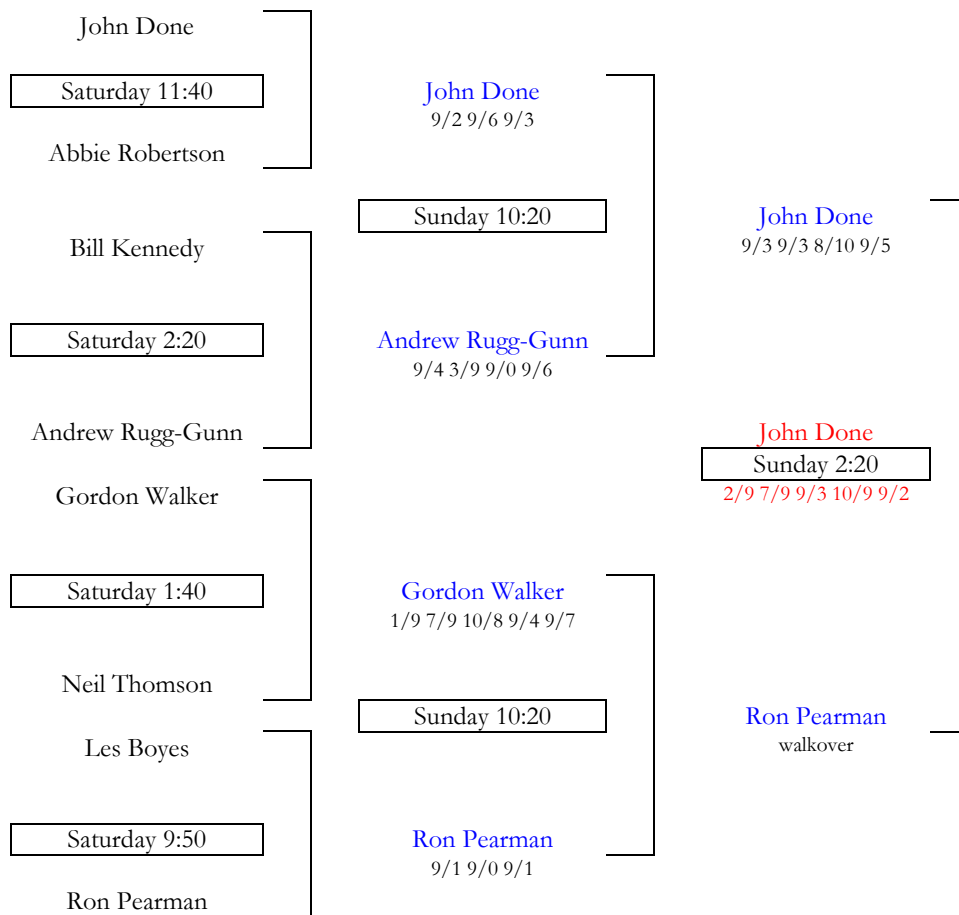 John Done
Saturday 11:40
Abbie Robertson
John Done
9/2 9/6 9/3
Sunday 10:20
Bill Kennedy
Saturday 2:20
Andrew Rugg-Gunn
Andrew Rugg-Gunn
9/4 3/9 9/0 9/6
John Done
9/3 9/3 8/10 9/5
John Done
Sunday 2:20
2/9 7/9 9/3 10/9 9/2
Gordon Walker
Saturday 1:40
Neil Thomson
Gordon Walker
1/9 7/9 10/8 9/4 9/7
Sunday 10:20
Les Boyes
Saturday 9:50
Ron Pearman
Ron Pearman
9/1 9/0 9/1
Ron Pearman
walkover